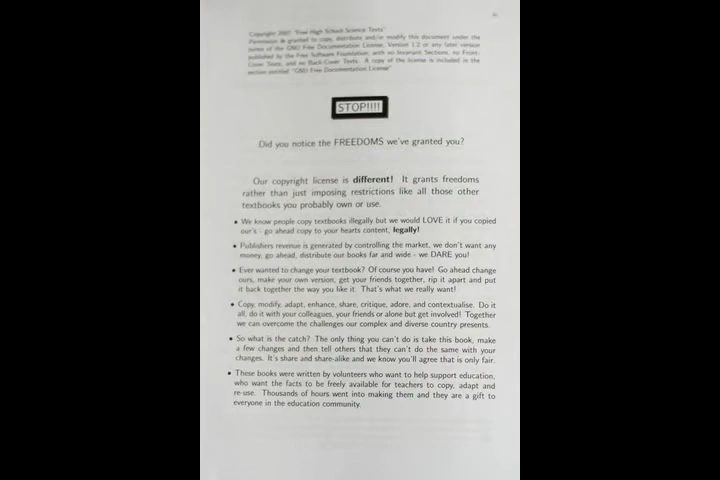 Copyright 2007 "Free High School Science Texts"
Permission is granted to copy, distribute and/or modify this document under the
terms of the GNU Free Documentation License, Version 1.2 or any later version
published by the Free Software Foundation; with no Invariant Sections, no Front-
Cover Texts, and no Back-Cover Texts. A copy of the license is included in the
section entitled "GNU Free Documentation License"
STOP!!!!
Did you notice the FREEDOMS we've granted you?
Our copyright license is different! It grants freedoms
rather than just imposing restrictions like all those other
textbooks you probably own or use.
• We know people copy textbooks illegally but we would LOVE it if you copied
our's - go ahead copy to your hearts content, legally!
• Publishers revenue is generated by controlling the market, we don't want any
money, go ahead, distribute our books far and wide - we DARE you!
• Ever wanted to change your textbook? Of course you have! Go ahead change
ours, make your own version, get your friends together, rip it apart and put
it back together the way you like it. That's what we really want!
• Copy, modify, adapt, enhance, share, critique, adore, and contextualise. Do it
all, do it with your colleagues, your friends or alone but get involved! Together
we can overcome the challenges our complex and diverse country presents.
• So what is the catch? The only thing you can't do is take this book, make
a few changes and then tell others that they can't do the same with your
changes. It's share and share-alike and we know you'll agree that is only fair.
• These books were written by volunteers who want to help support education,
who want the facts to be freely available for teachers to copy, adapt and
re-use. Thousands of hours went into making them and they are a gift to
everyone in the education community.